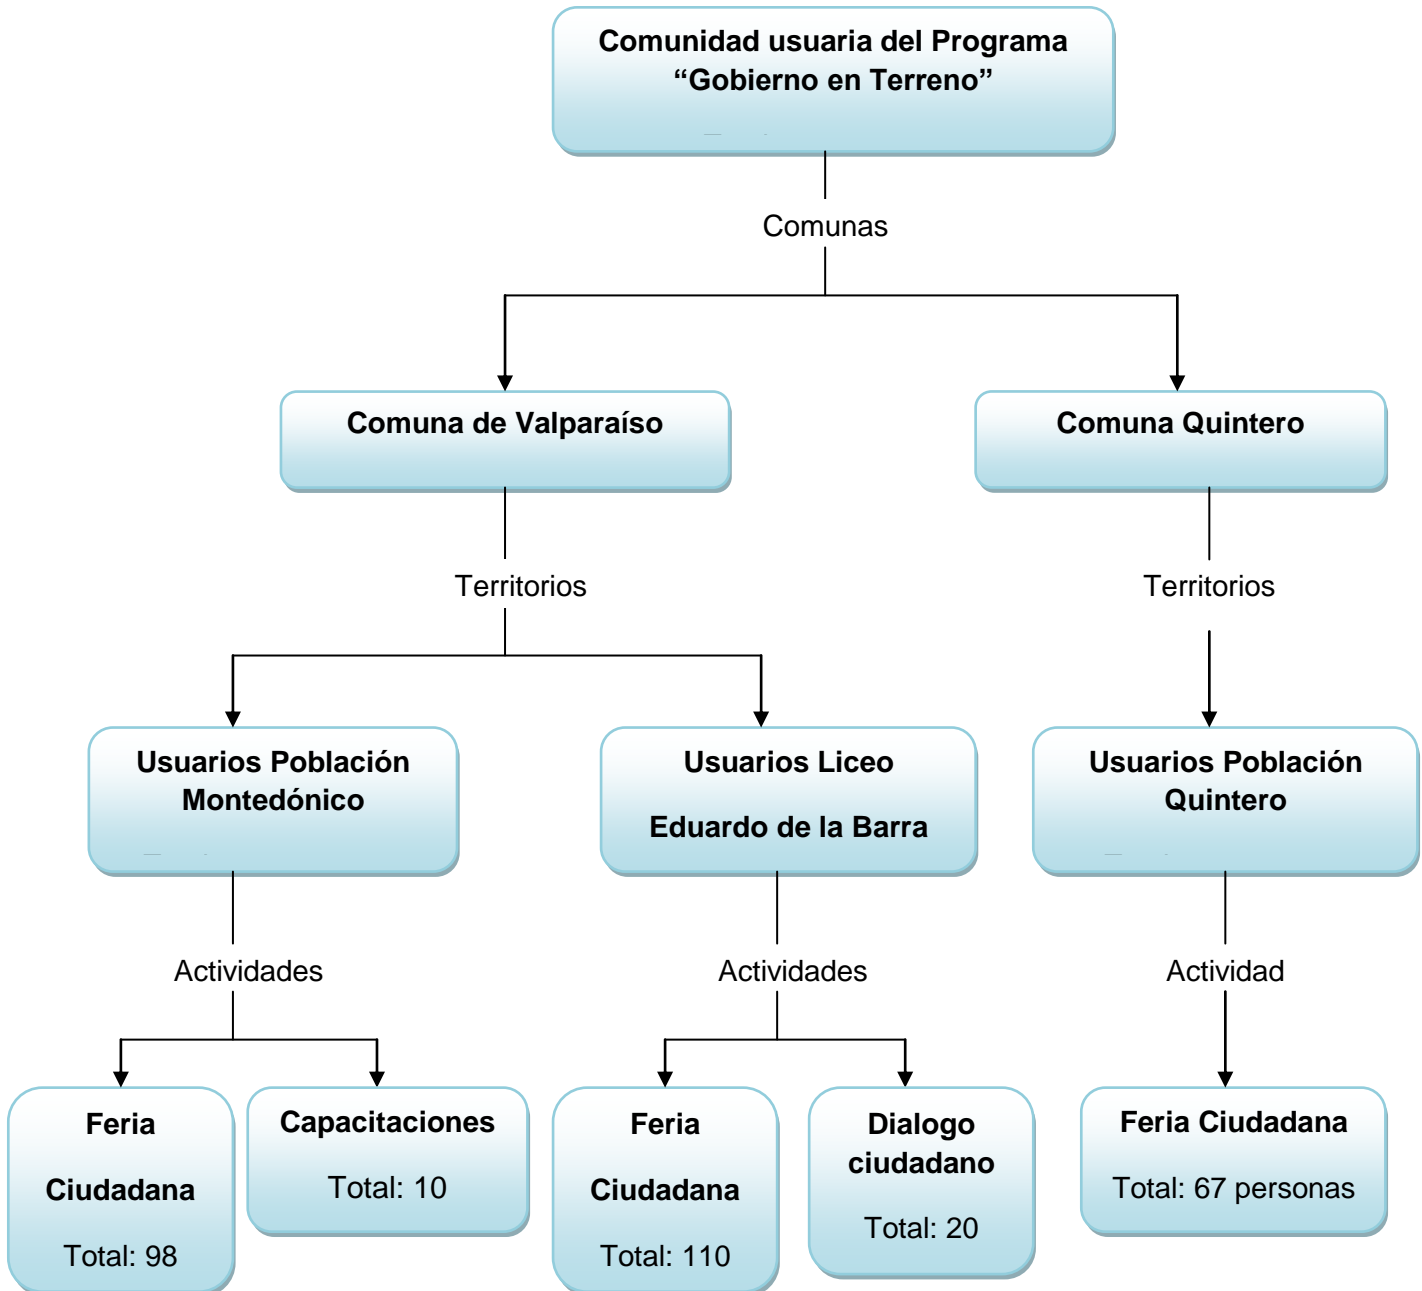 Comunidad usuaria del Programa
“Gobierno en Terreno”
Comunas
Comuna de Valparaíso
Comuna Quintero
Territorios
Territorios
Usuarios Población
Montedónico
Usuarios Liceo
Eduardo de la Barra
Usuarios Población
Quintero
Actividades
Actividades
Actividad
Feria
Ciudadana
Total: 98
Capacitaciones
Total: 10
Feria
Ciudadana
Total: 110
Dialogo
ciudadano
Total: 20
Feria Ciudadana
Total: 67 personas